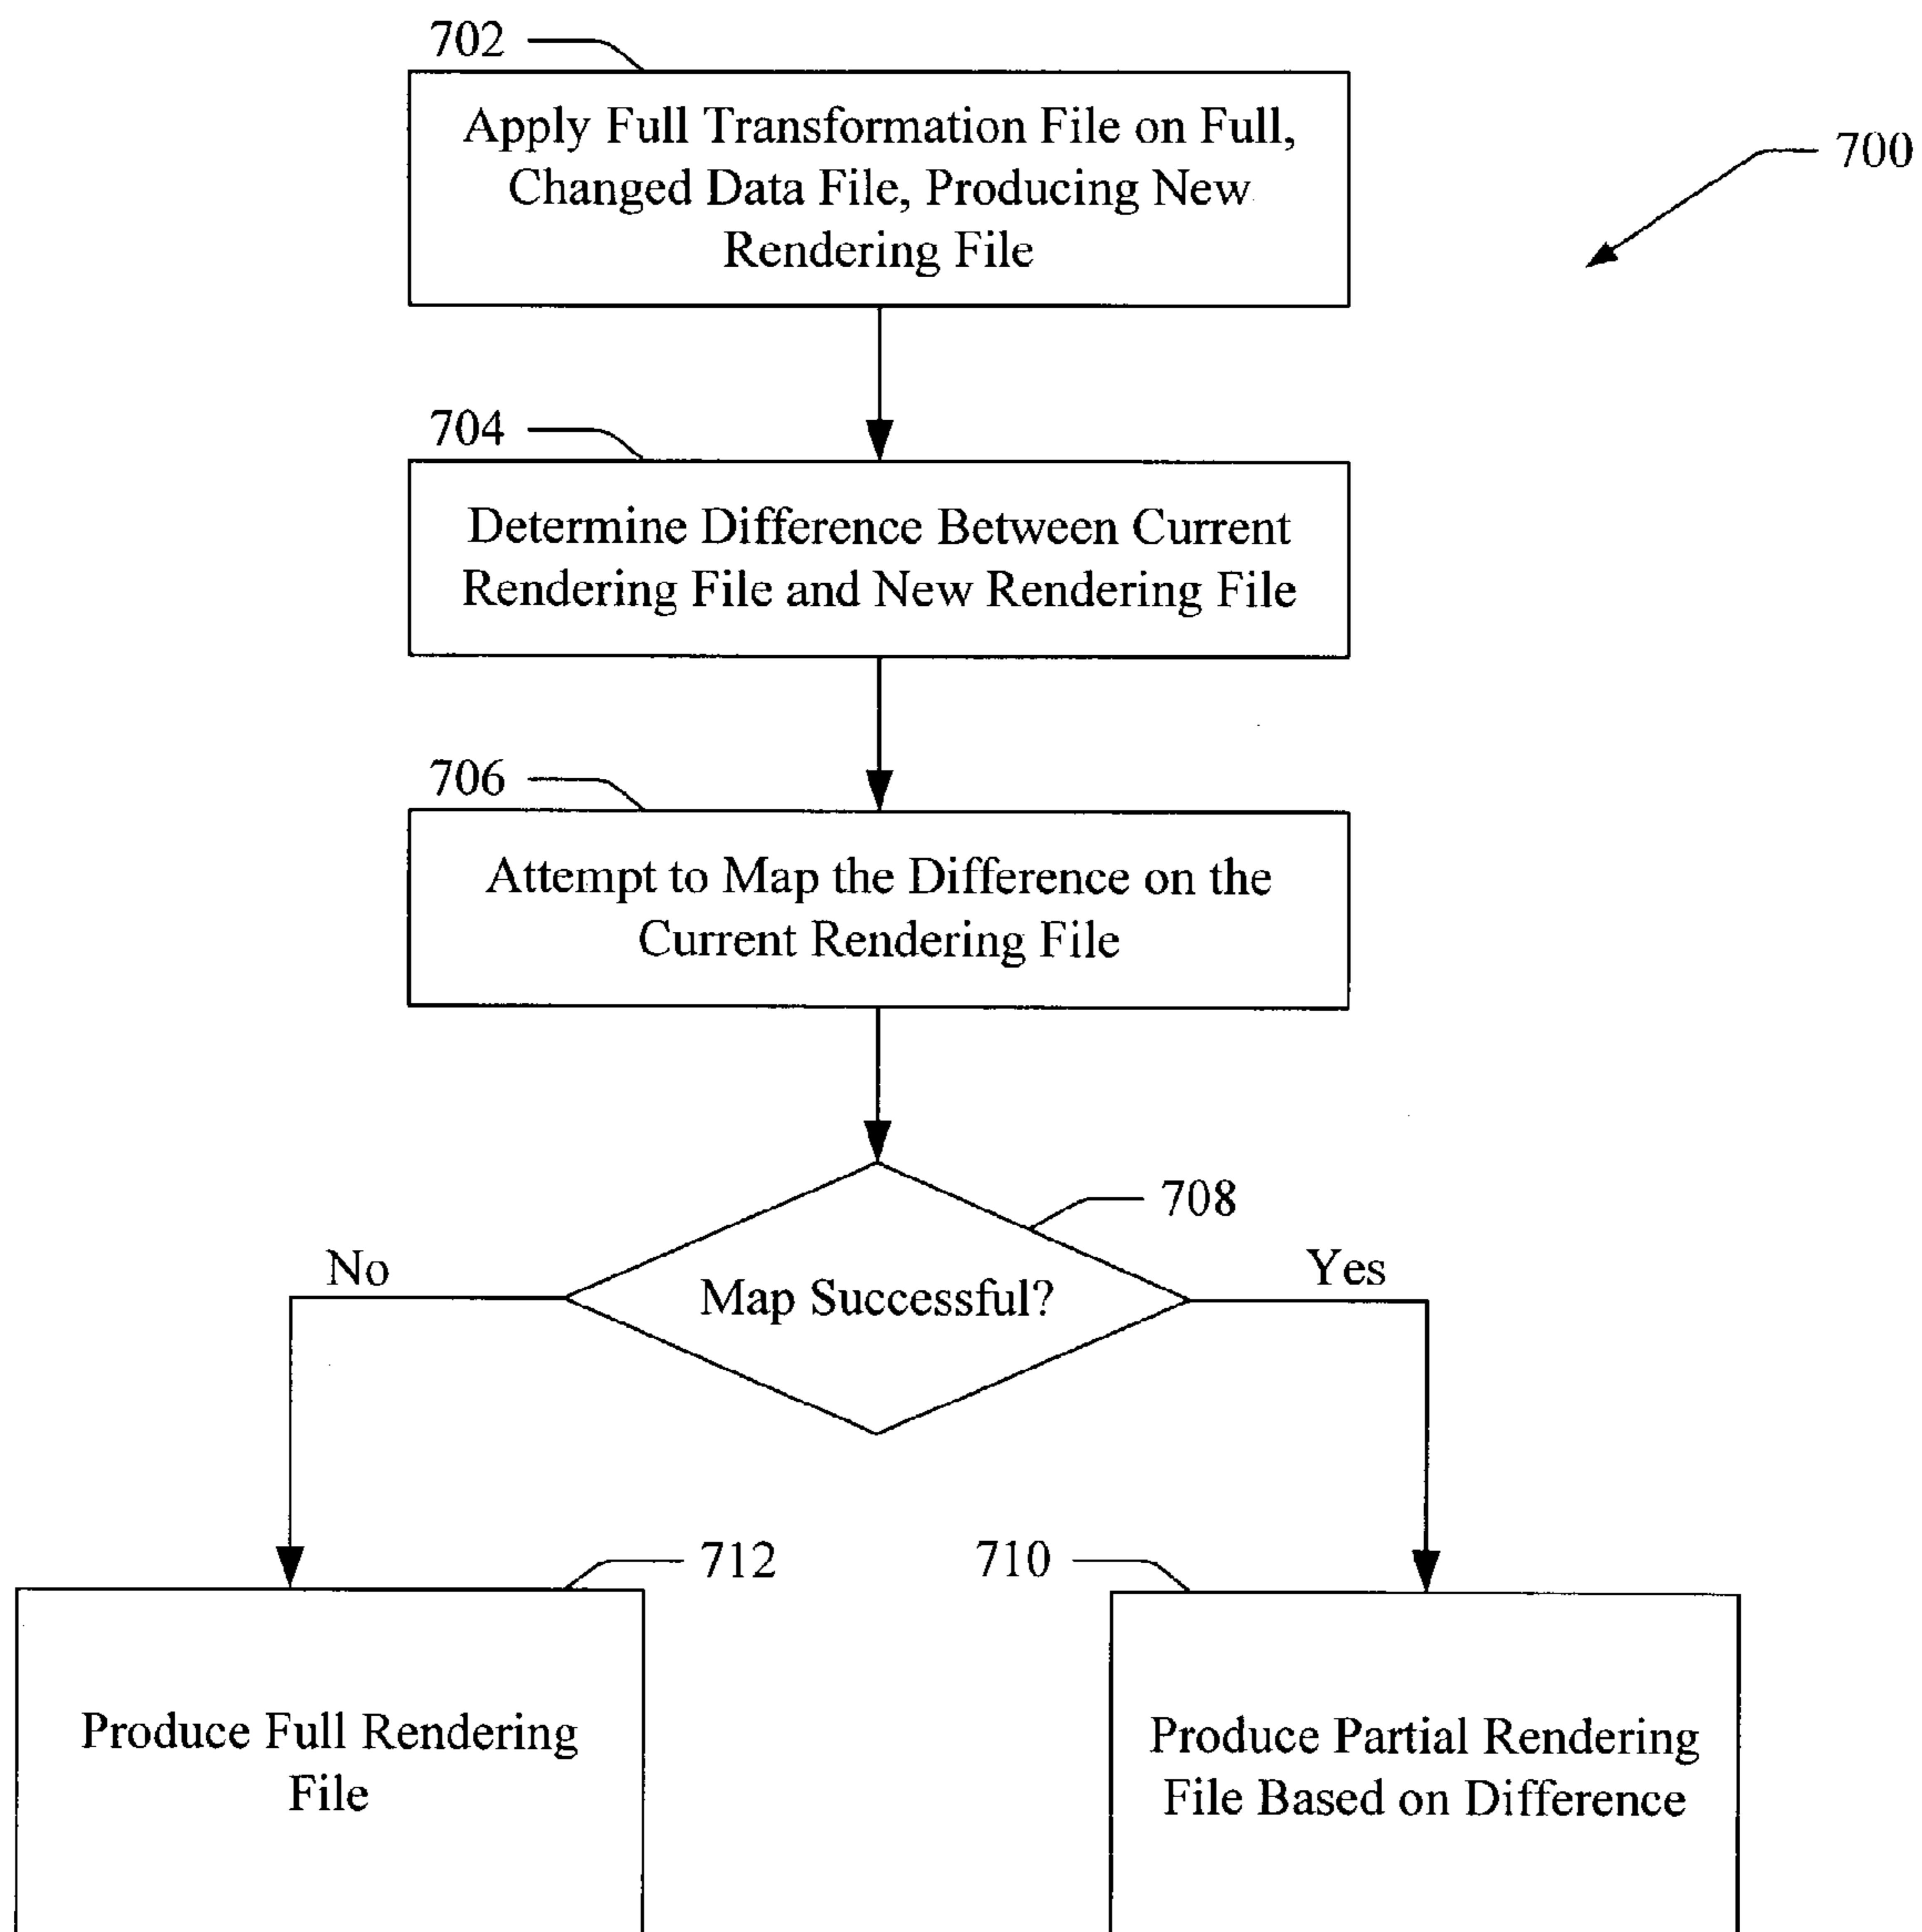 702
Apply Full Transformation File on Full,
Changed Data File, Producing New
Rendering File
700
704
Determine Difference Between Current
Rendering File and New Rendering File
706
Attempt to Map the Difference on the
Current Rendering File
708
No
Map Successful?
Yes
712
710
Produce Full Rendering
File
Produce Partial Rendering
File Based on Difference